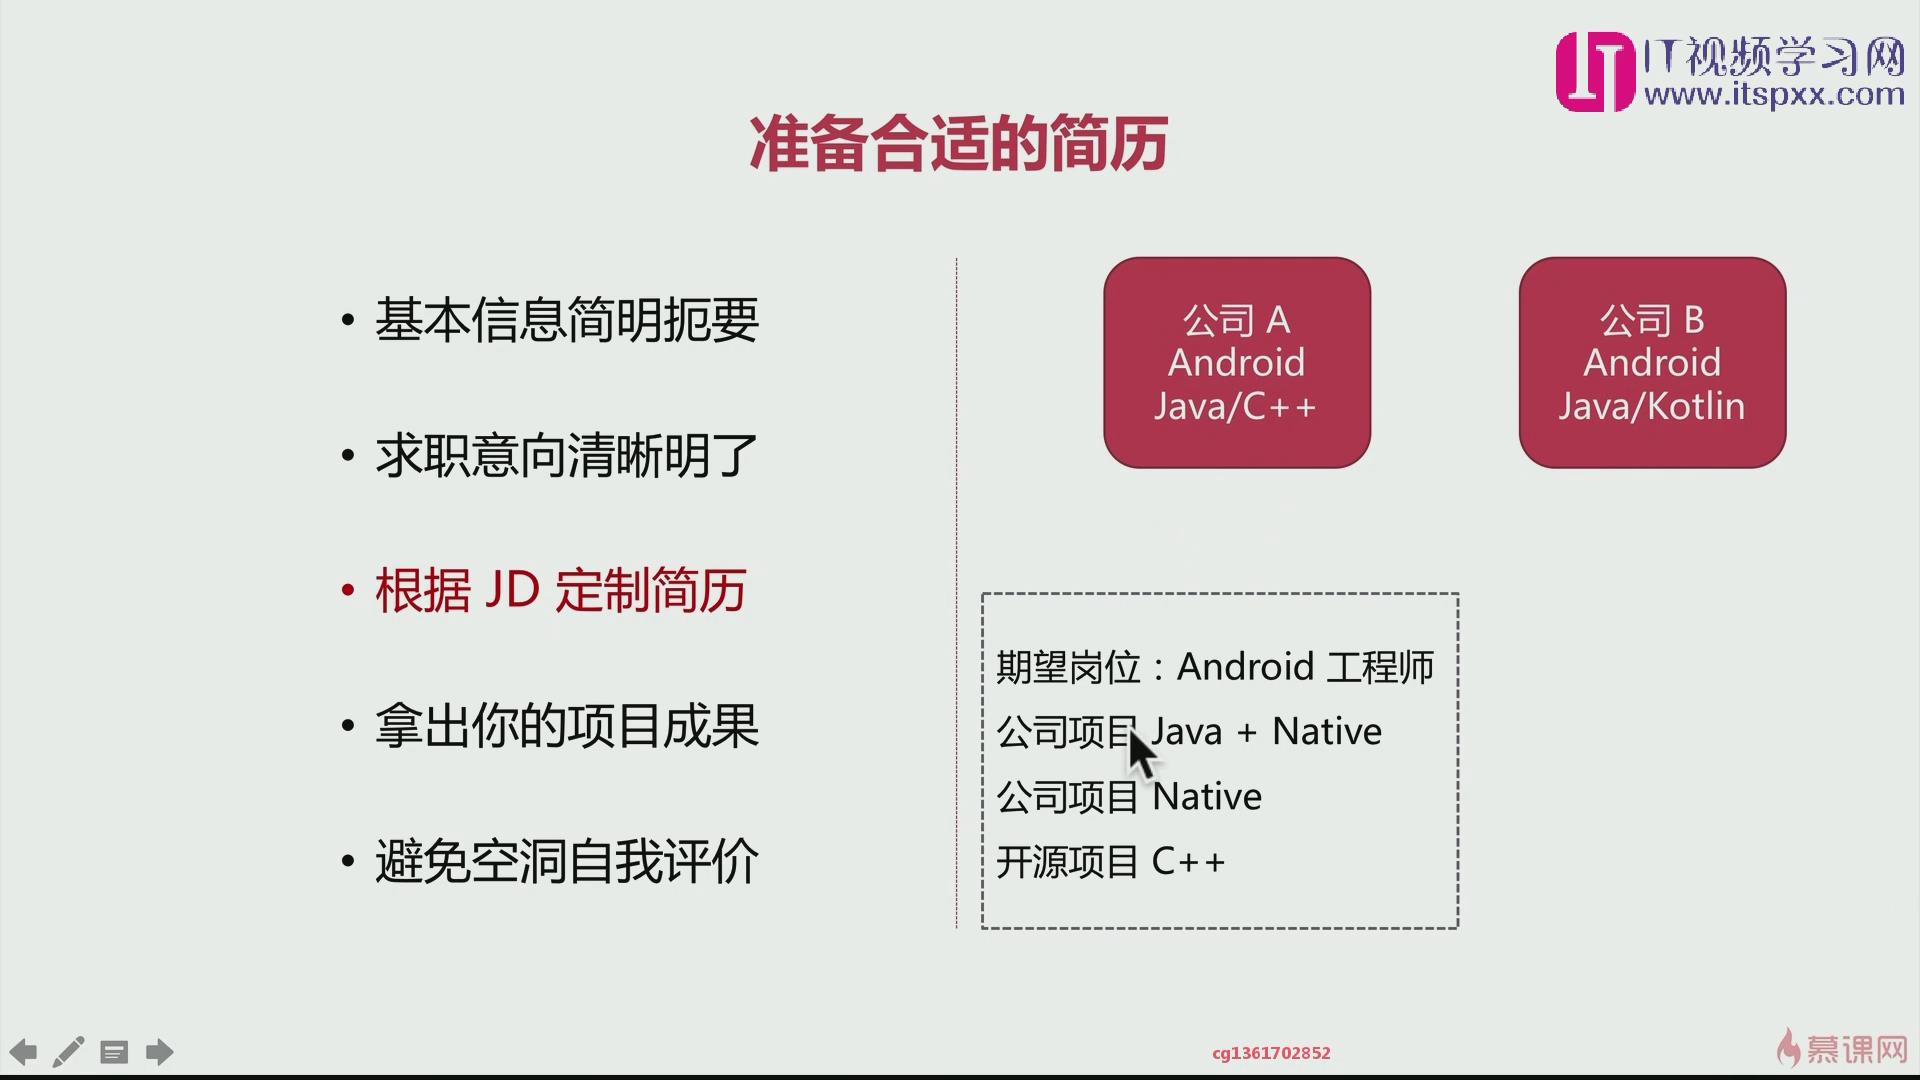 IT视频学习网
www.itspxx.com
准备合适的简历
• 基本信息简明扼要
• 求职意向清晰明了
• 根据 JD 定制简历
• 拿出你的项目成果
• 避免空洞自我评价
公司 A
Android
Java/C++
公司 B
Android
Java/Kotlin
期望岗位：Android 工程师
公司项目 Java + Native
公司项目 Native
开源项目 C++
cg1361702852
慕课网